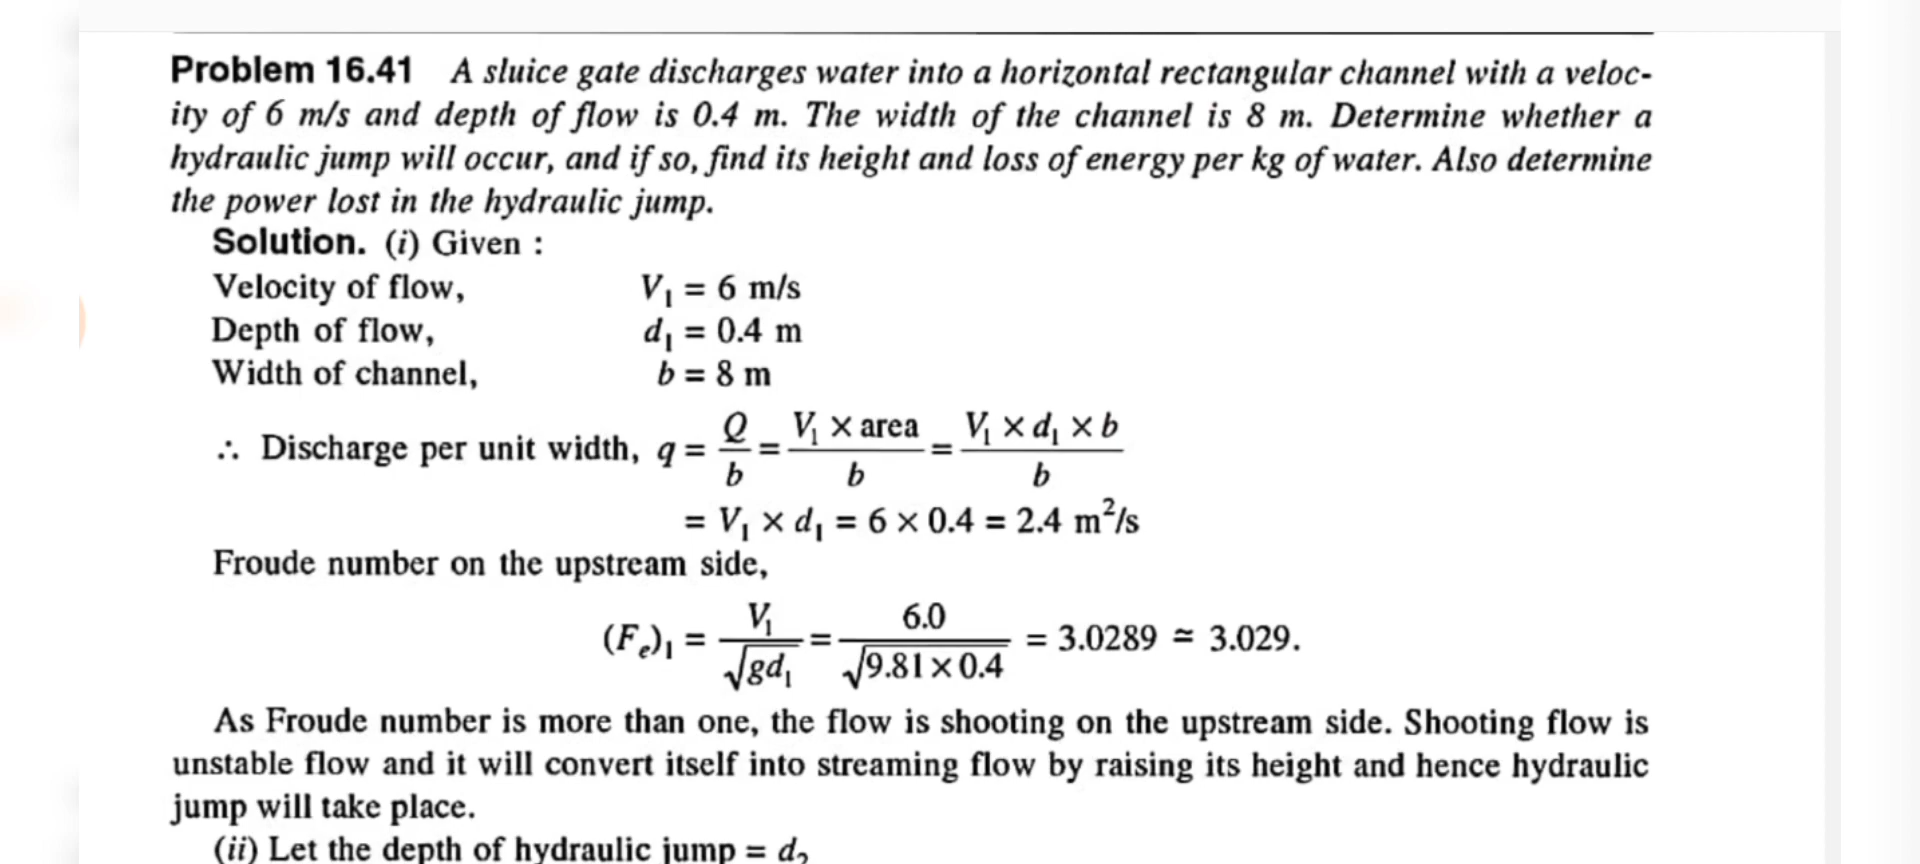 Problem 16.41 A sluice gate discharges water into a horizontal rectangular channel with a veloc-
ity of 6 m/s and depth of flow is 0.4 m. The width of the channel is 8 m. Determine whether a
hydraulic jump will occur, and if so, find its height and loss of energy per kg of water. Also determine
the power lost in the hydraulic jump.
Solution. (i) Given :
Velocity of flow, V₁ = 6 m/s
Depth of flow, d₁ = 0.4 m
Width of channel, b = 8 m
∴ Discharge per unit width, q = Q/b = (V₁ × area)/b = (V₁ × d₁ × b)/b
= V₁ × d₁ = 6 × 0.4 = 2.4 m²/s
Froude number on the upstream side,
(Fₑ)₁ = V₁/√(gd₁) = 6.0/√(9.81 × 0.4) = 3.0289 ≃ 3.029.
As Froude number is more than one, the flow is shooting on the upstream side. Shooting flow is
unstable flow and it will convert itself into streaming flow by raising its height and hence hydraulic
jump will take place.
(ii) Let the depth of hydraulic jump = d₂